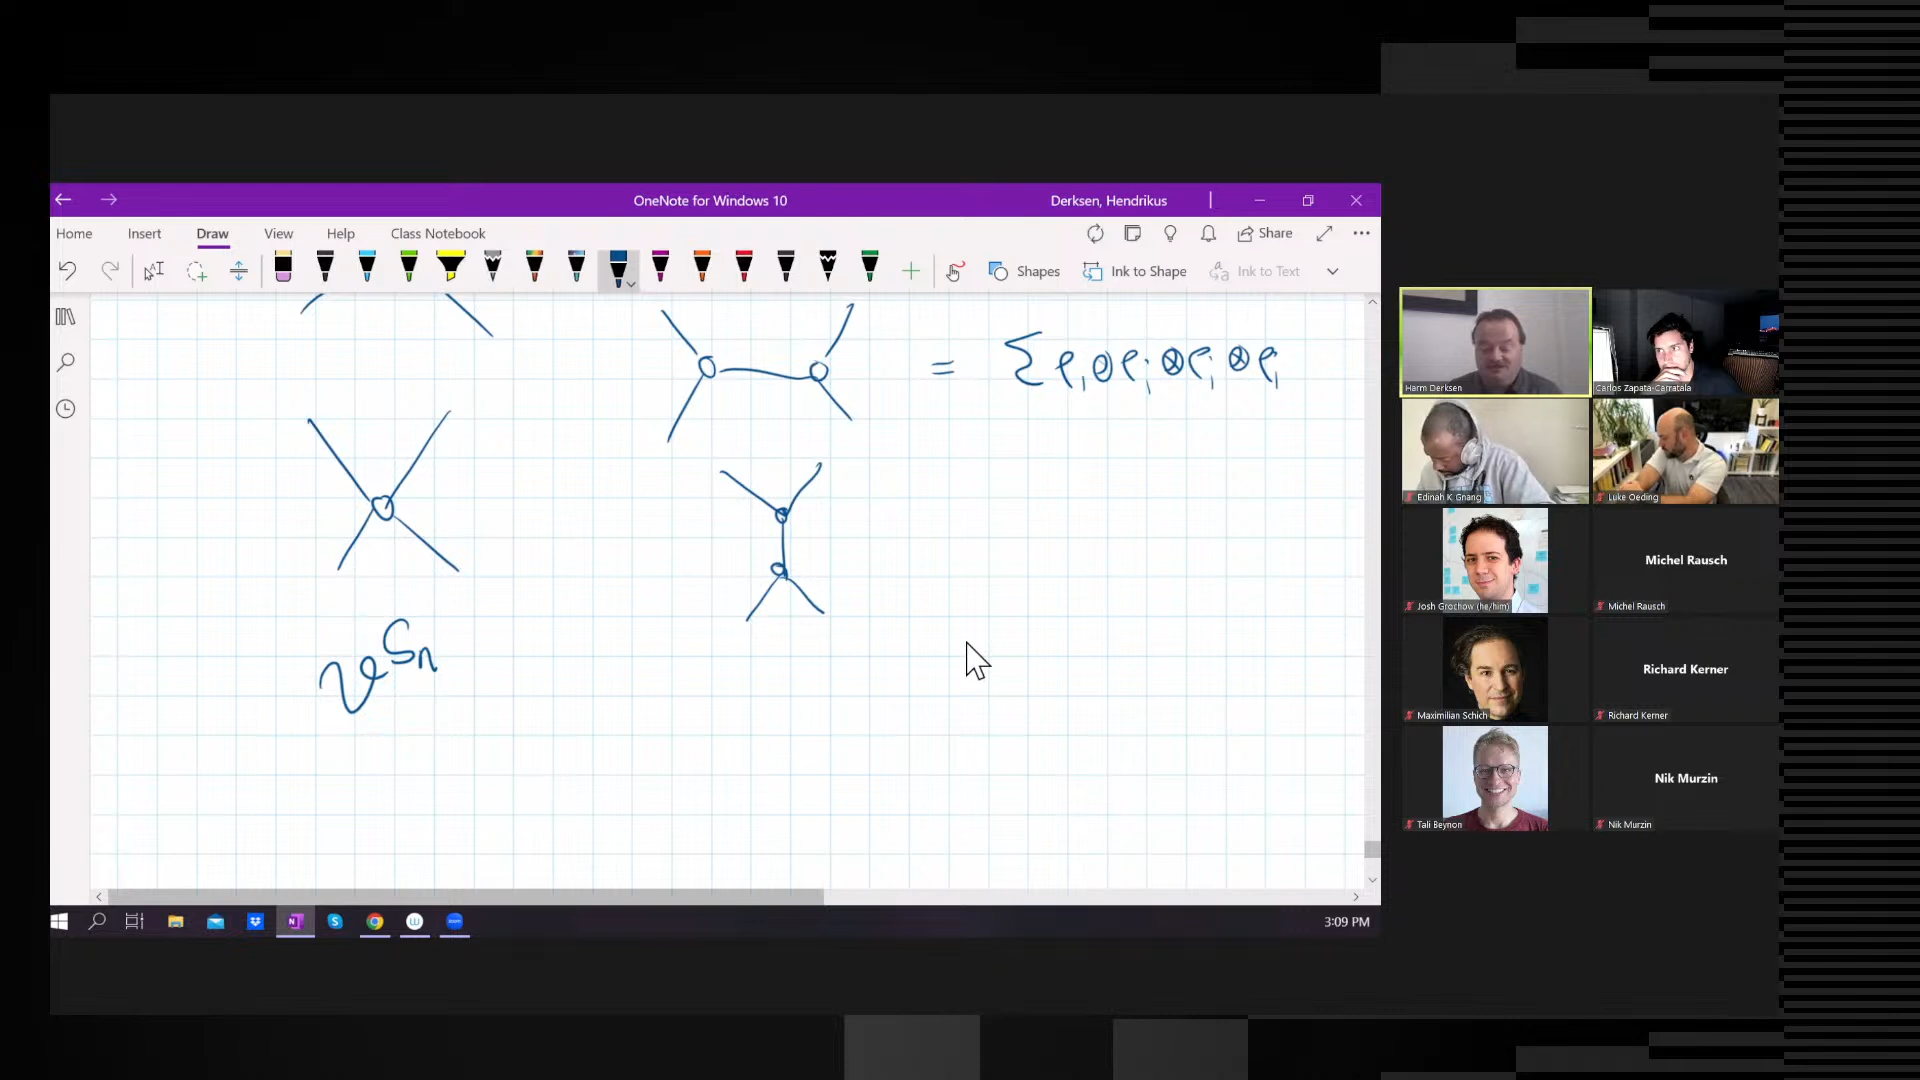 OneNote for Windows 10
Derksen, Hendrikus
Home Insert Draw View Help Class Notebook
Share
Shapes
Ink to Shape
Ink to Text
= Σ e_i ⊗ e_i ⊗ e_i ⊗ e_i
V^{S_n}
3:09 PM
Harm Derksen
Carlos Zapata-Carratala
Edinah K Gnang
Luke Oeding
Josh Grochow (he/him)
Michel Rausch
Michel Rausch
Maximilian Schich
Richard Kerner
Richard Kerner
Tali Beynon
Nik Murzin
Nik Murzin